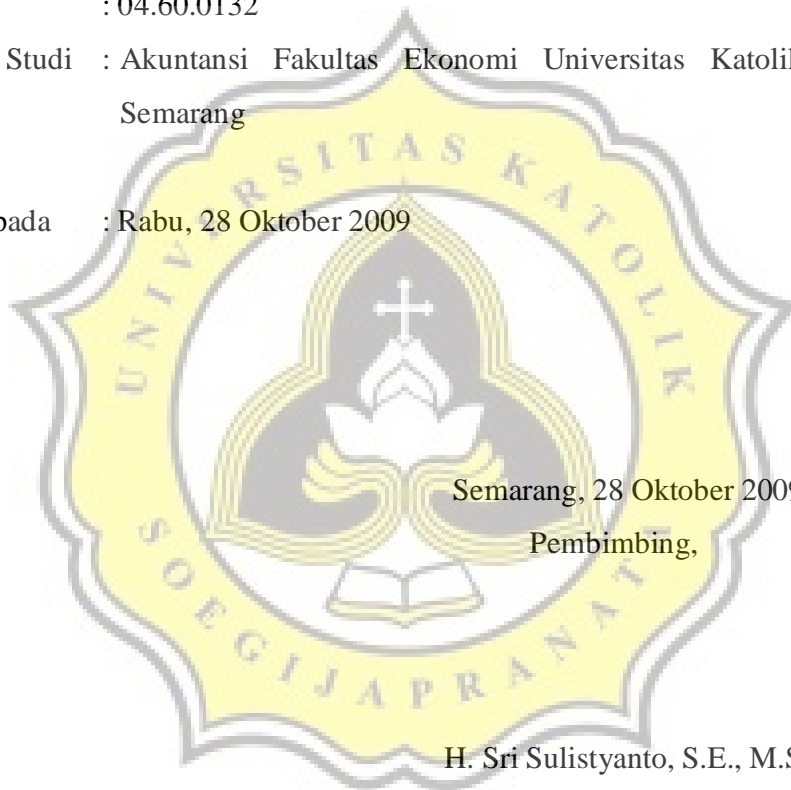 : 04.60.0132
Studi : Akuntansi Fakultas Ekonomi Universitas Katolik
Semarang
pada : Rabu, 28 Oktober 2009
UNIVERSITAS KATOLIK
SOEGIJAPRANATA
Semarang, 28 Oktober 2009
Pembimbing,
H. Sri Sulistyanto, S.E., M.S